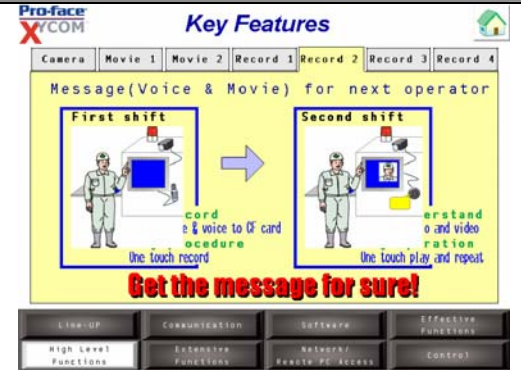 Pro-face
XYCOM
Key Features
Camera Movie 1 Movie 2 Record 1 Record 2 Record 3 Record 4
Message(Voice & Movie) for next operator
First shift
Second shift
cord
e & voice to CF card
ocedure
One touch record
erstand
o and video
ration
One touch play and repeat
Get the message for sure!
Line-UP Communication Software Effective Functions
High Level Functions Extensive Functions Network/ Remote PC Access Control